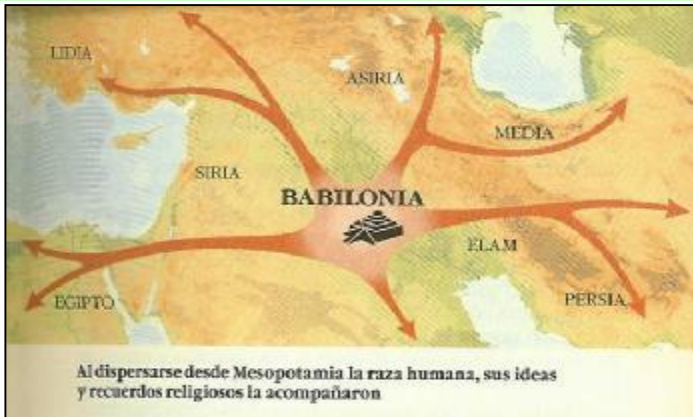 LIDIA
ASIRIA
MEDIA
SIRIA
BABILONIA
ELAM
EGIPTO
PERSIA
Al dispersarse desde Mesopotamia la raza humana, sus ideas
y recuerdos religiosos la acompañaron